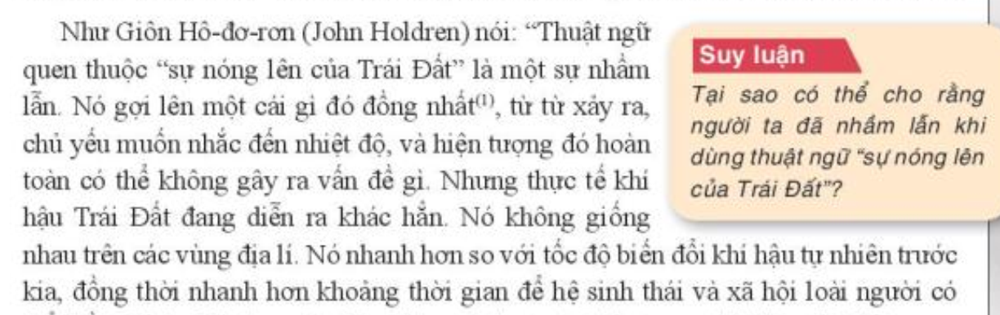 Như Giôn Hô-đơ-rơn (John Holdren) nói: “Thuật ngữ
quen thuộc “sự nóng lên của Trái Đất” là một sự nhầm
lẫn. Nó gợi lên một cái gì đó đồng nhất(1), từ từ xảy ra,
chủ yếu muốn nhắc đến nhiệt độ, và hiện tượng đó hoàn
toàn có thể không gây ra vấn đề gì. Nhưng thực tế khí
hậu Trái Đất đang diễn ra khác hẳn. Nó không giống
nhau trên các vùng địa lí. Nó nhanh hơn so với tốc độ biến đổi khí hậu tự nhiên trước
kia, đồng thời nhanh hơn khoảng thời gian để hệ sinh thái và xã hội loài người có
Suy luận
Tại sao có thể cho rằng
người ta đã nhầm lẫn khi
dùng thuật ngữ “sự nóng lên
của Trái Đất”?